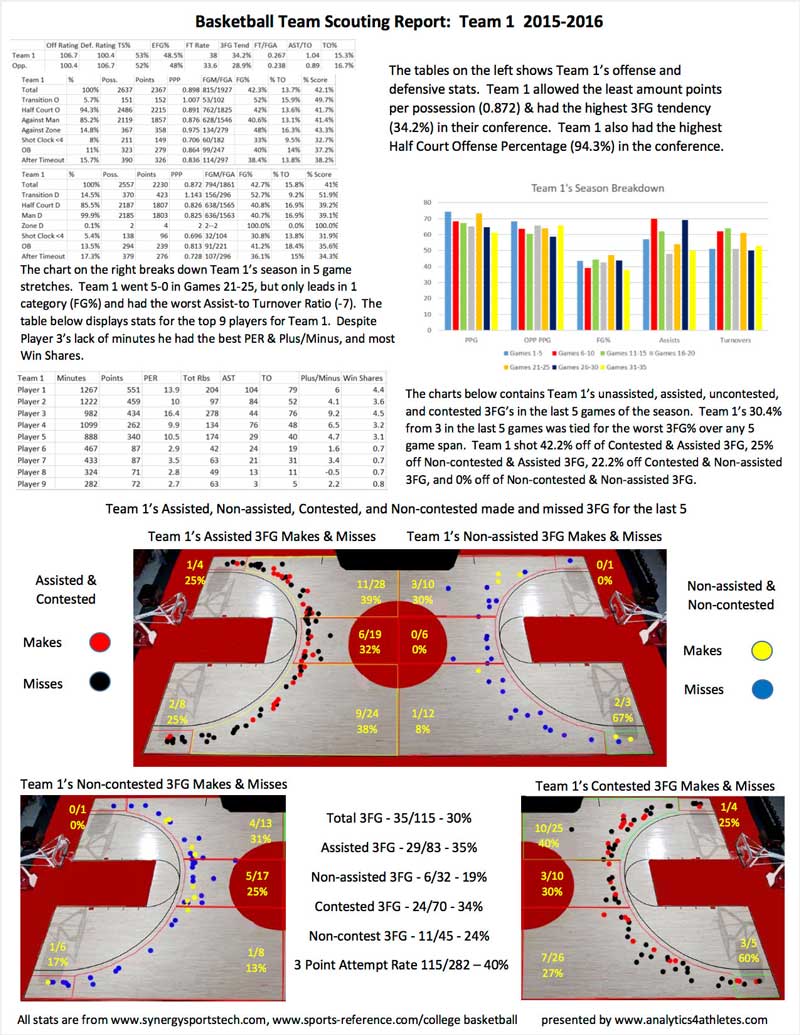 Basketball Team Scouting Report: Team 1 2015-2016
Off Rating Def. Rating TS% EFG% FT Rate 3FG Tend FT/FGA AST/TO TO%
Team 1 106.7 100.4 53% 48.5% 38 34.2% 0.267 1.04 15.3%
Opp. 100.4 106.7 52% 48% 33.6 28.9% 0.238 0.89 16.7%
Team 1 % Poss. Points PPP FGM/FGA FG % % TO % Score
Total 100% 2637 2367 0.898 815/1927 42.3% 13.7% 42.1%
Transition O 5.7% 151 152 1.007 53/102 52% 15.9% 49.7%
Half Court O 94.3% 2486 2215 0.891 762/1825 42% 13.6% 41.7%
Against Man 85.2% 2119 1857 0.876 628/1546 40.6% 13.1% 41.4%
Against Zone 14.8% 367 358 0.975 134/279 48% 16.3% 43.3%
Shot Clock <4 8% 211 149 0.706 60/182 33% 9.5% 32.7%
OB 11% 323 279 0.864 99/247 40% 14% 37.2%
After Timeout 15.7% 390 326 0.836 114/297 38.4% 13.8% 38.2%
Team 1 % Poss. Points PPP FGM/FGA FG% % TO % Score
Total 100% 2557 2230 0.872 794/1861 42.7% 15.8% 41%
Transition D 14.5% 370 423 1.143 156/296 52.7% 9.2% 51.9%
Half Court D 85.5% 2187 1807 0.826 638/1565 40.8% 16.9% 39.2%
Man D 99.9% 2185 1803 0.825 636/1563 40.7% 16.9% 39.1%
Zone D 0.1% 2 4 2 2--2 100.0% 0.0% 100.0%
Shot Clock <4 5.4% 138 96 0.696 32/104 30.8% 13.8% 31.9%
OB 13.5% 294 239 0.813 91/221 41.2% 18.4% 35.6%
After Timeout 17.3% 379 276 0.728 107/296 36.1% 15% 34.3%
The tables on the left shows Team 1's offense and
defensive stats. Team 1 allowed the least amount points
per possession (0.872) & had the highest 3FG tendency
(34.2%) in their conference. Team 1 also had the highest
Half Court Offense Percentage (94.3%) in the conference.
Team 1's Season Breakdown
80
70
60
50
40
30
20
10
0
PPG OPP PPG FG% Assists Turnovers
Games 1-5 Games 6-10 Games 11-15 Games 16-20
Games 21-25 Games 26-30 Games 31-35
The chart on the right breaks down Team 1's season in 5 game
stretches. Team 1 went 5-0 in Games 21-25, but only leads in 1
category (FG%) and had the worst Assist-to Turnover Ratio (-7). The
table below displays stats for the top 9 players for Team 1. Despite
Player 3's lack of minutes he had the best PER & Plus/Minus, and most
Win Shares.
Team 1 Minutes Points PER Tot Rbs AST TO Plus/Minus Win Shares
Player 1 1267 551 13.9 204 104 79 6 4.4
Player 2 1222 459 10 97 84 52 4.1 3.6
Player 3 982 434 16.4 278 44 76 9.2 4.5
Player 4 1099 262 9.9 134 76 48 6.5 3.2
Player 5 888 340 10.5 174 29 40 4.7 3.1
Player 6 467 87 2.9 42 24 19 1.6 0.7
Player 7 433 87 3.5 63 21 31 3.4 0.7
Player 8 324 71 2.8 49 13 11 -0.5 0.7
Player 9 282 72 2.7 63 3 5 2.2 0.8
The charts below contains Team 1's unassisted, assisted, uncontested,
and contested 3FG's in the last 5 games of the season. Team 1's 30.4%
from 3 in the last 5 games was tied for the worst 3FG% over any 5
game span. Team 1 shot 42.2% off of Contested & Assisted 3FG, 25%
off Non-contested & Assisted 3FG, 22.2% off Contested & Non-assisted
3FG, and 0% off of Non-contested & Non-assisted 3FG.
Team 1's Assisted, Non-assisted, Contested, and Non-contested made and missed 3FG for the last 5
Team 1's Assisted 3FG Makes & Misses
Team 1's Non-assisted 3FG Makes & Misses
Assisted &
Contested
Makes
Misses
1/4
25%
11/28
39%
6/19
32%
2/8
25%
9/24
38%
3/10
30%
0/1
0%
0/6
0%
1/12
8%
2/3
67%
Non-assisted &
Non-contested
Makes
Misses
Team 1's Non-contested 3FG Makes & Misses
0/1
0%
4/13
31%
5/17
25%
1/6
17%
1/8
13%
Total 3FG - 35/115 - 30%
Assisted 3FG - 29/83 - 35%
Non-assisted 3FG - 6/32 - 19%
Contested 3FG - 24/70 - 34%
Non-contest 3FG - 11/45 - 24%
3 Point Attempt Rate 115/282 – 40%
Team 1's Contested 3FG Makes & Misses
1/4
25%
10/25
40%
3/10
30%
3/5
60%
7/26
27%
All stats are from www.synergysportstech.com, www.sports-reference.com/college basketball presented by www.analytics4athletes.com